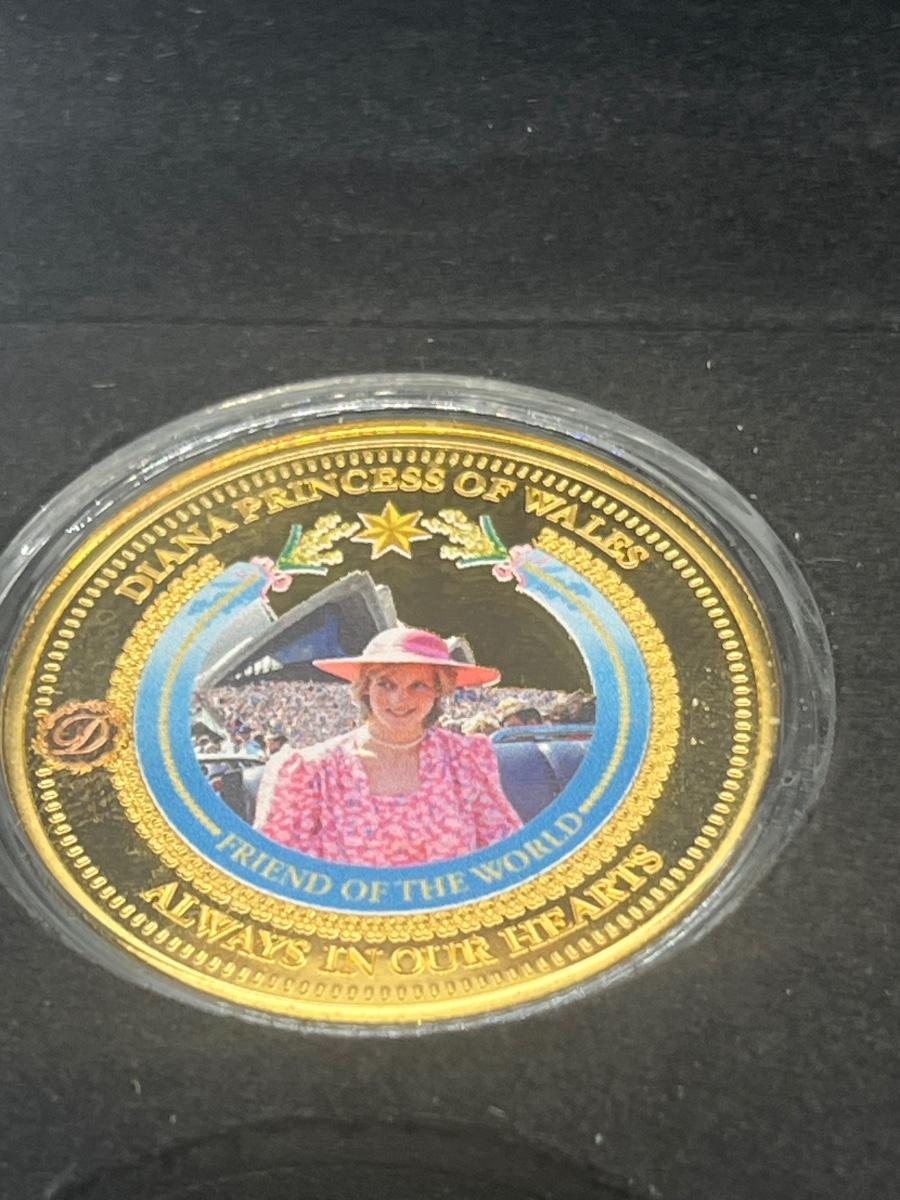 DIANA PRINCESS OF WALES
D
FRIEND OF THE WORLD
ALWAYS IN OUR HEARTS